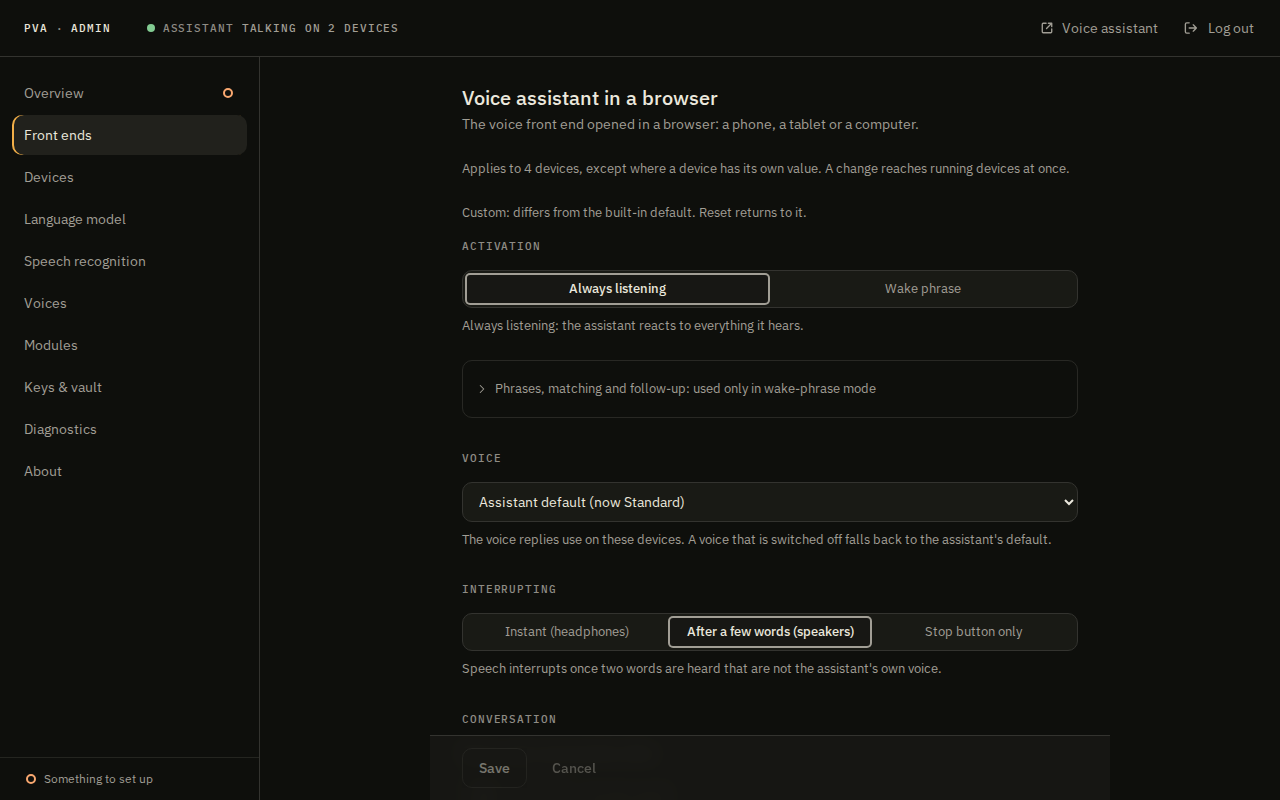 PVA · ADMIN
ASSISTANT TALKING ON 2 DEVICES
Voice assistant
Log out
Overview
Front ends
Devices
Language model
Speech recognition
Voices
Modules
Keys & vault
Diagnostics
About
Something to set up
Voice assistant in a browser
The voice front end opened in a browser: a phone, a tablet or a computer.
Applies to 4 devices, except where a device has its own value. A change reaches running devices at once.
Custom: differs from the built-in default. Reset returns to it.
ACTIVATION
Always listening
Wake phrase
Always listening: the assistant reacts to everything it hears.
Phrases, matching and follow-up: used only in wake-phrase mode
VOICE
Assistant default (now Standard)
The voice replies use on these devices. A voice that is switched off falls back to the assistant's default.
INTERRUPTING
Instant (headphones)
After a few words (speakers)
Stop button only
Speech interrupts once two words are heard that are not the assistant's own voice.
CONVERSATION
Save
Cancel